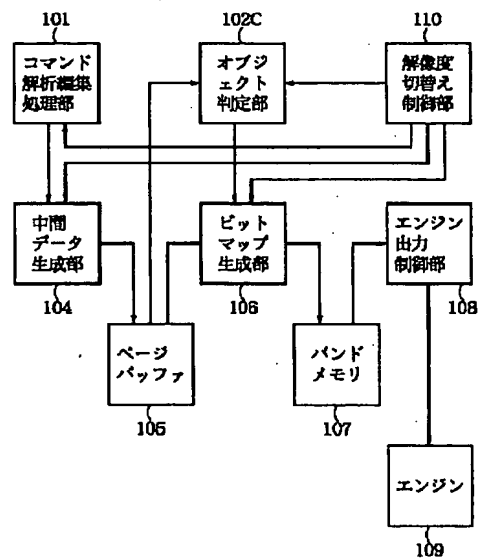 101
102C
110
コマンド
解析編集
処理部
オブジ
ェクト
判定部
解像度
切替え
制御部
中間
データ
生成部
ビット
マップ
生成部
エンジン
出力
制御部
104
106
108
ページ
バッファ
バンド
メモリ
105
107
エンジン
109